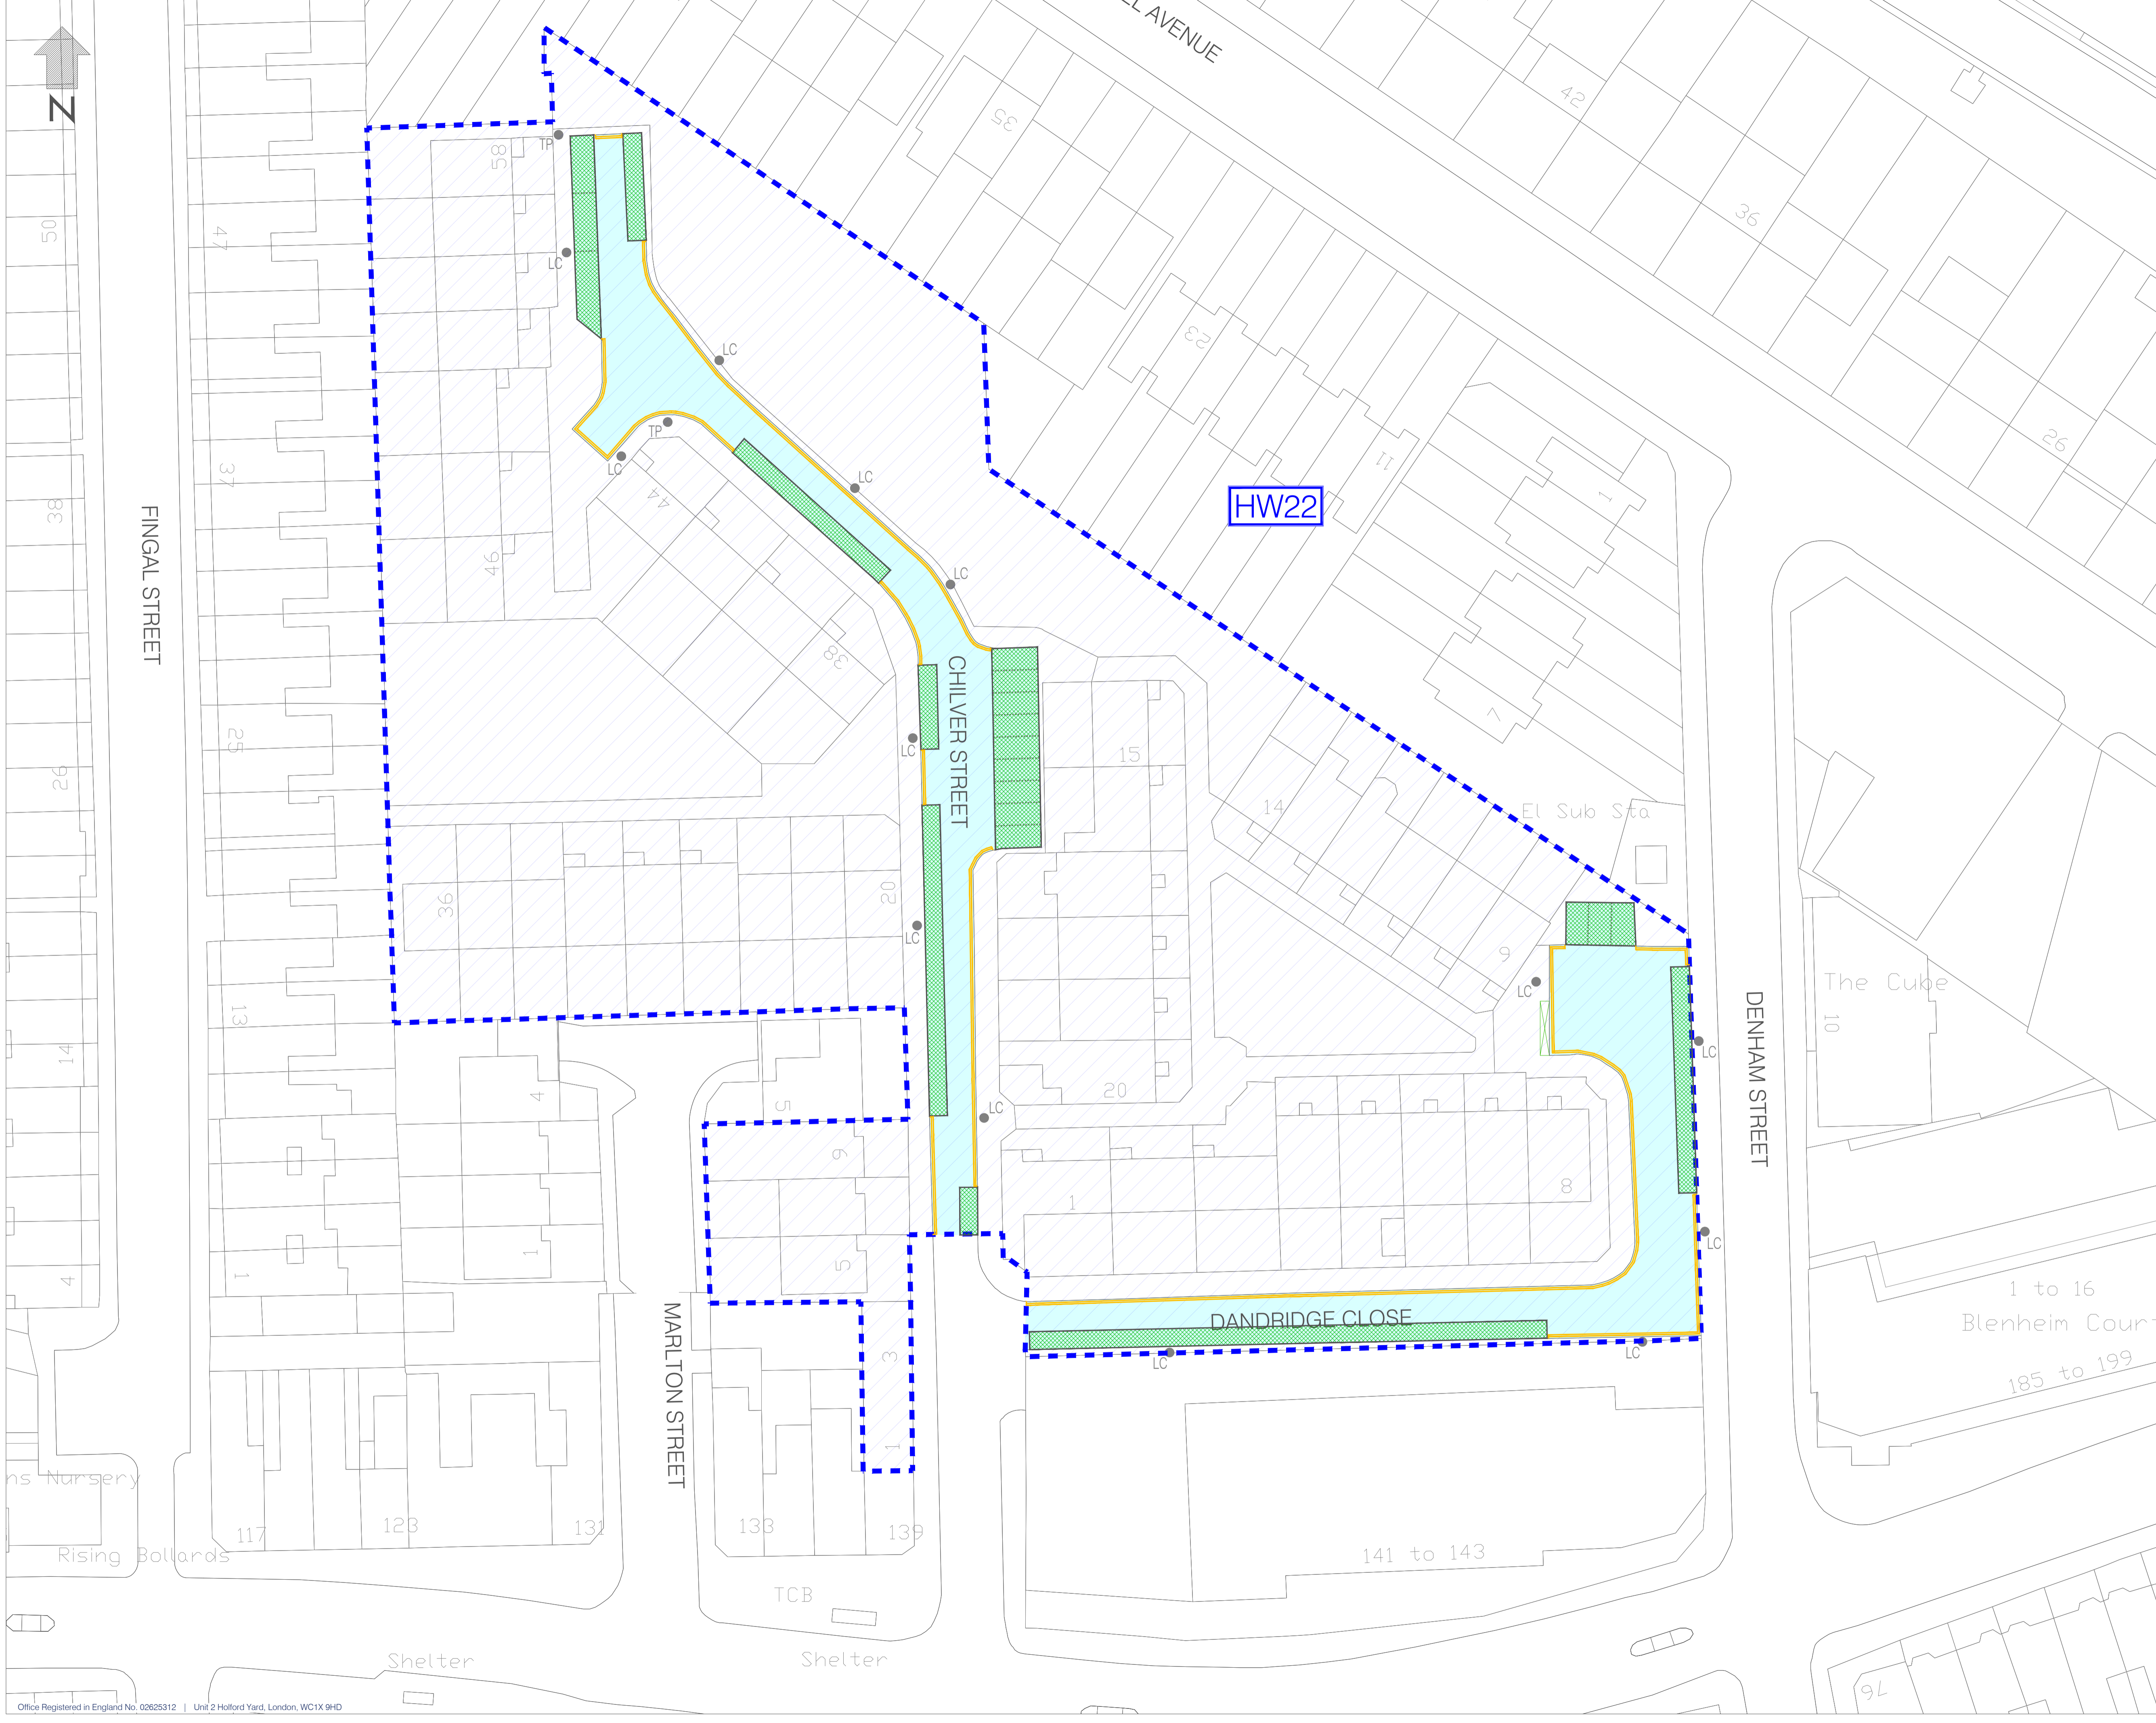 LL AVENUE
N
42
35
36
58
TP
47
50
LC
26
23
LC
11
1
37
44
TP
LC
LC
38
HW22
FINGAL STREET
46
LC
7
38
CHILVER STREET
25
LC
15
26
14
El Sub Sta
36
20
LC
9
LC
The Cube
10
13
14
LC
DENHAM STREET
4
5
20
LC
6
8
1
1
5
LC
1
4
1 to 16
Blenheim Court
DANDRIDGE CLOSE
LC
LC
185 to 199
MARLTON STREET
3
1
ns Nursery
117
123
131
133
139
141 to 143
Rising Bollards
TCB
Shelter
Shelter
76
Office Registered in England No. 02625312 | Unit 2 Holford Yard, London, WC1X 9HD